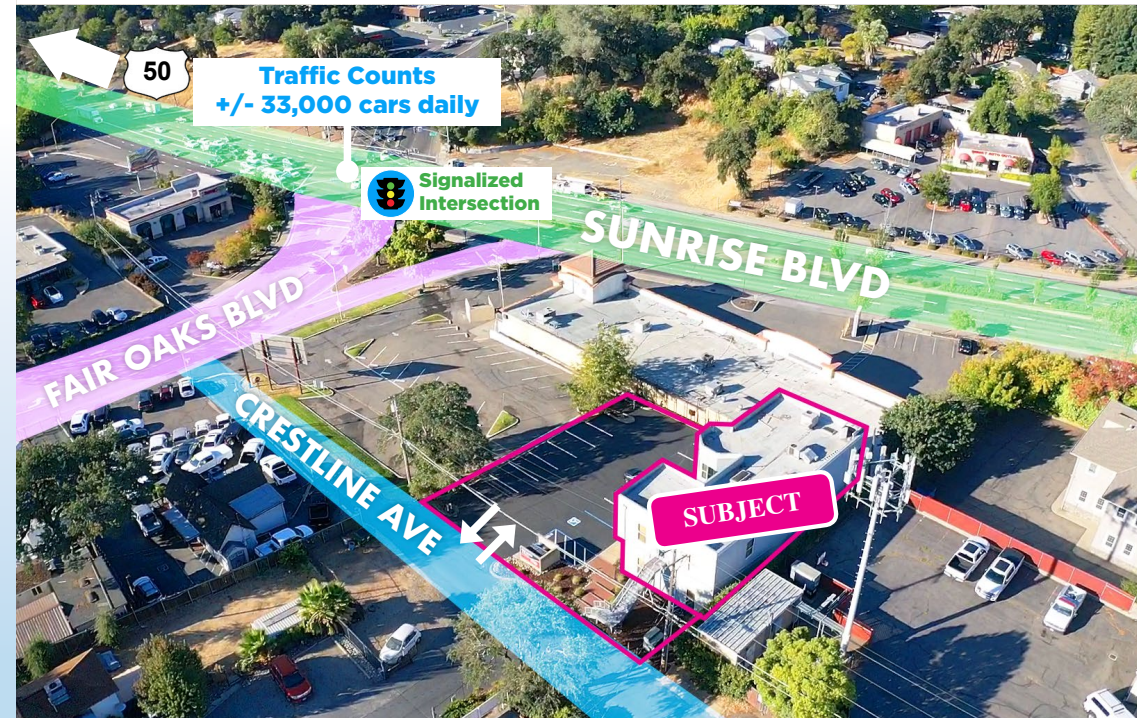 50
Traffic Counts
+/- 33,000 cars daily
Signalized
Intersection
SUNRISE BLVD
FAIR OAKS BLVD
CRESTLINE AVE
SUBJECT